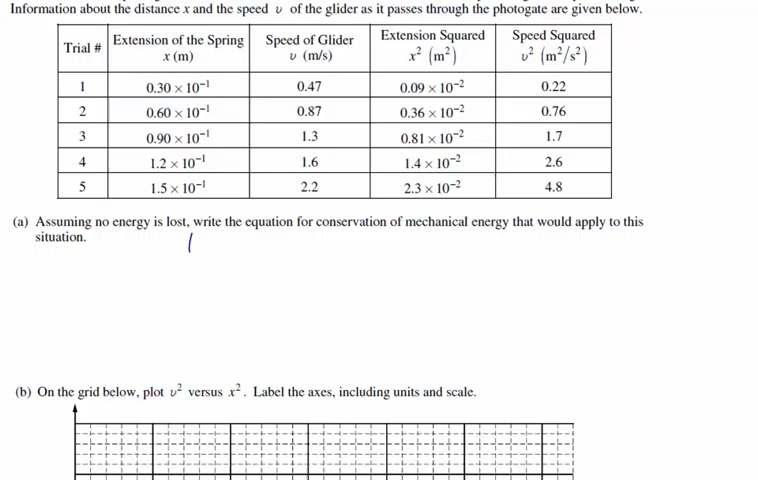 Information about the distance x and the speed υ of the glider as it passes through the photogate are given below.
Trial # | Extension of the Spring x (m) | Speed of Glider υ (m/s) | Extension Squared x² (m²) | Speed Squared υ² (m²/s²)
1 | 0.30 × 10⁻¹ | 0.47 | 0.09 × 10⁻² | 0.22
2 | 0.60 × 10⁻¹ | 0.87 | 0.36 × 10⁻² | 0.76
3 | 0.90 × 10⁻¹ | 1.3 | 0.81 × 10⁻² | 1.7
4 | 1.2 × 10⁻¹ | 1.6 | 1.4 × 10⁻² | 2.6
5 | 1.5 × 10⁻¹ | 2.2 | 2.3 × 10⁻² | 4.8
(a) Assuming no energy is lost, write the equation for conservation of mechanical energy that would apply to this
situation.
(b) On the grid below, plot υ² versus x². Label the axes, including units and scale.